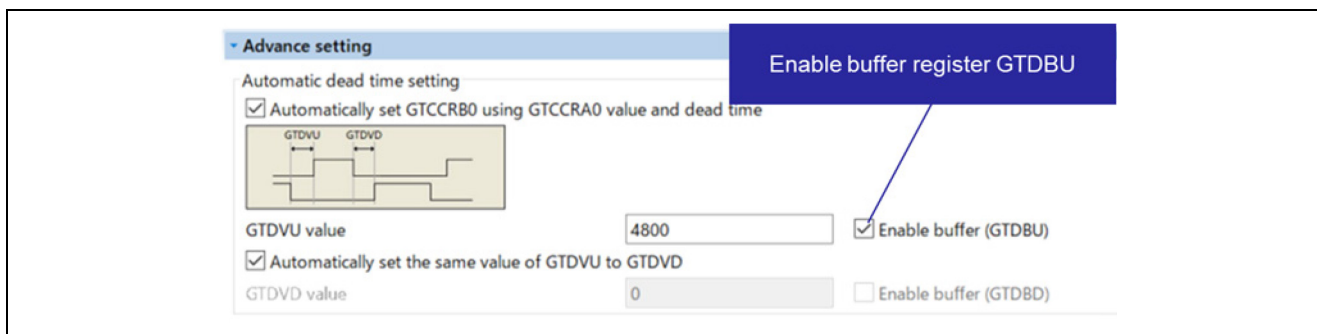 Advance setting
Enable buffer register GTDBU
Automatic dead time setting
Automatically set GTCCRB0 using GTCCRA0 value and dead time
GTDVU GTDVD
GTDVU value 4800 Enable buffer (GTDBU)
Automatically set the same value of GTDVU to GTDVD
GTDVD value 0 Enable buffer (GTDBD)